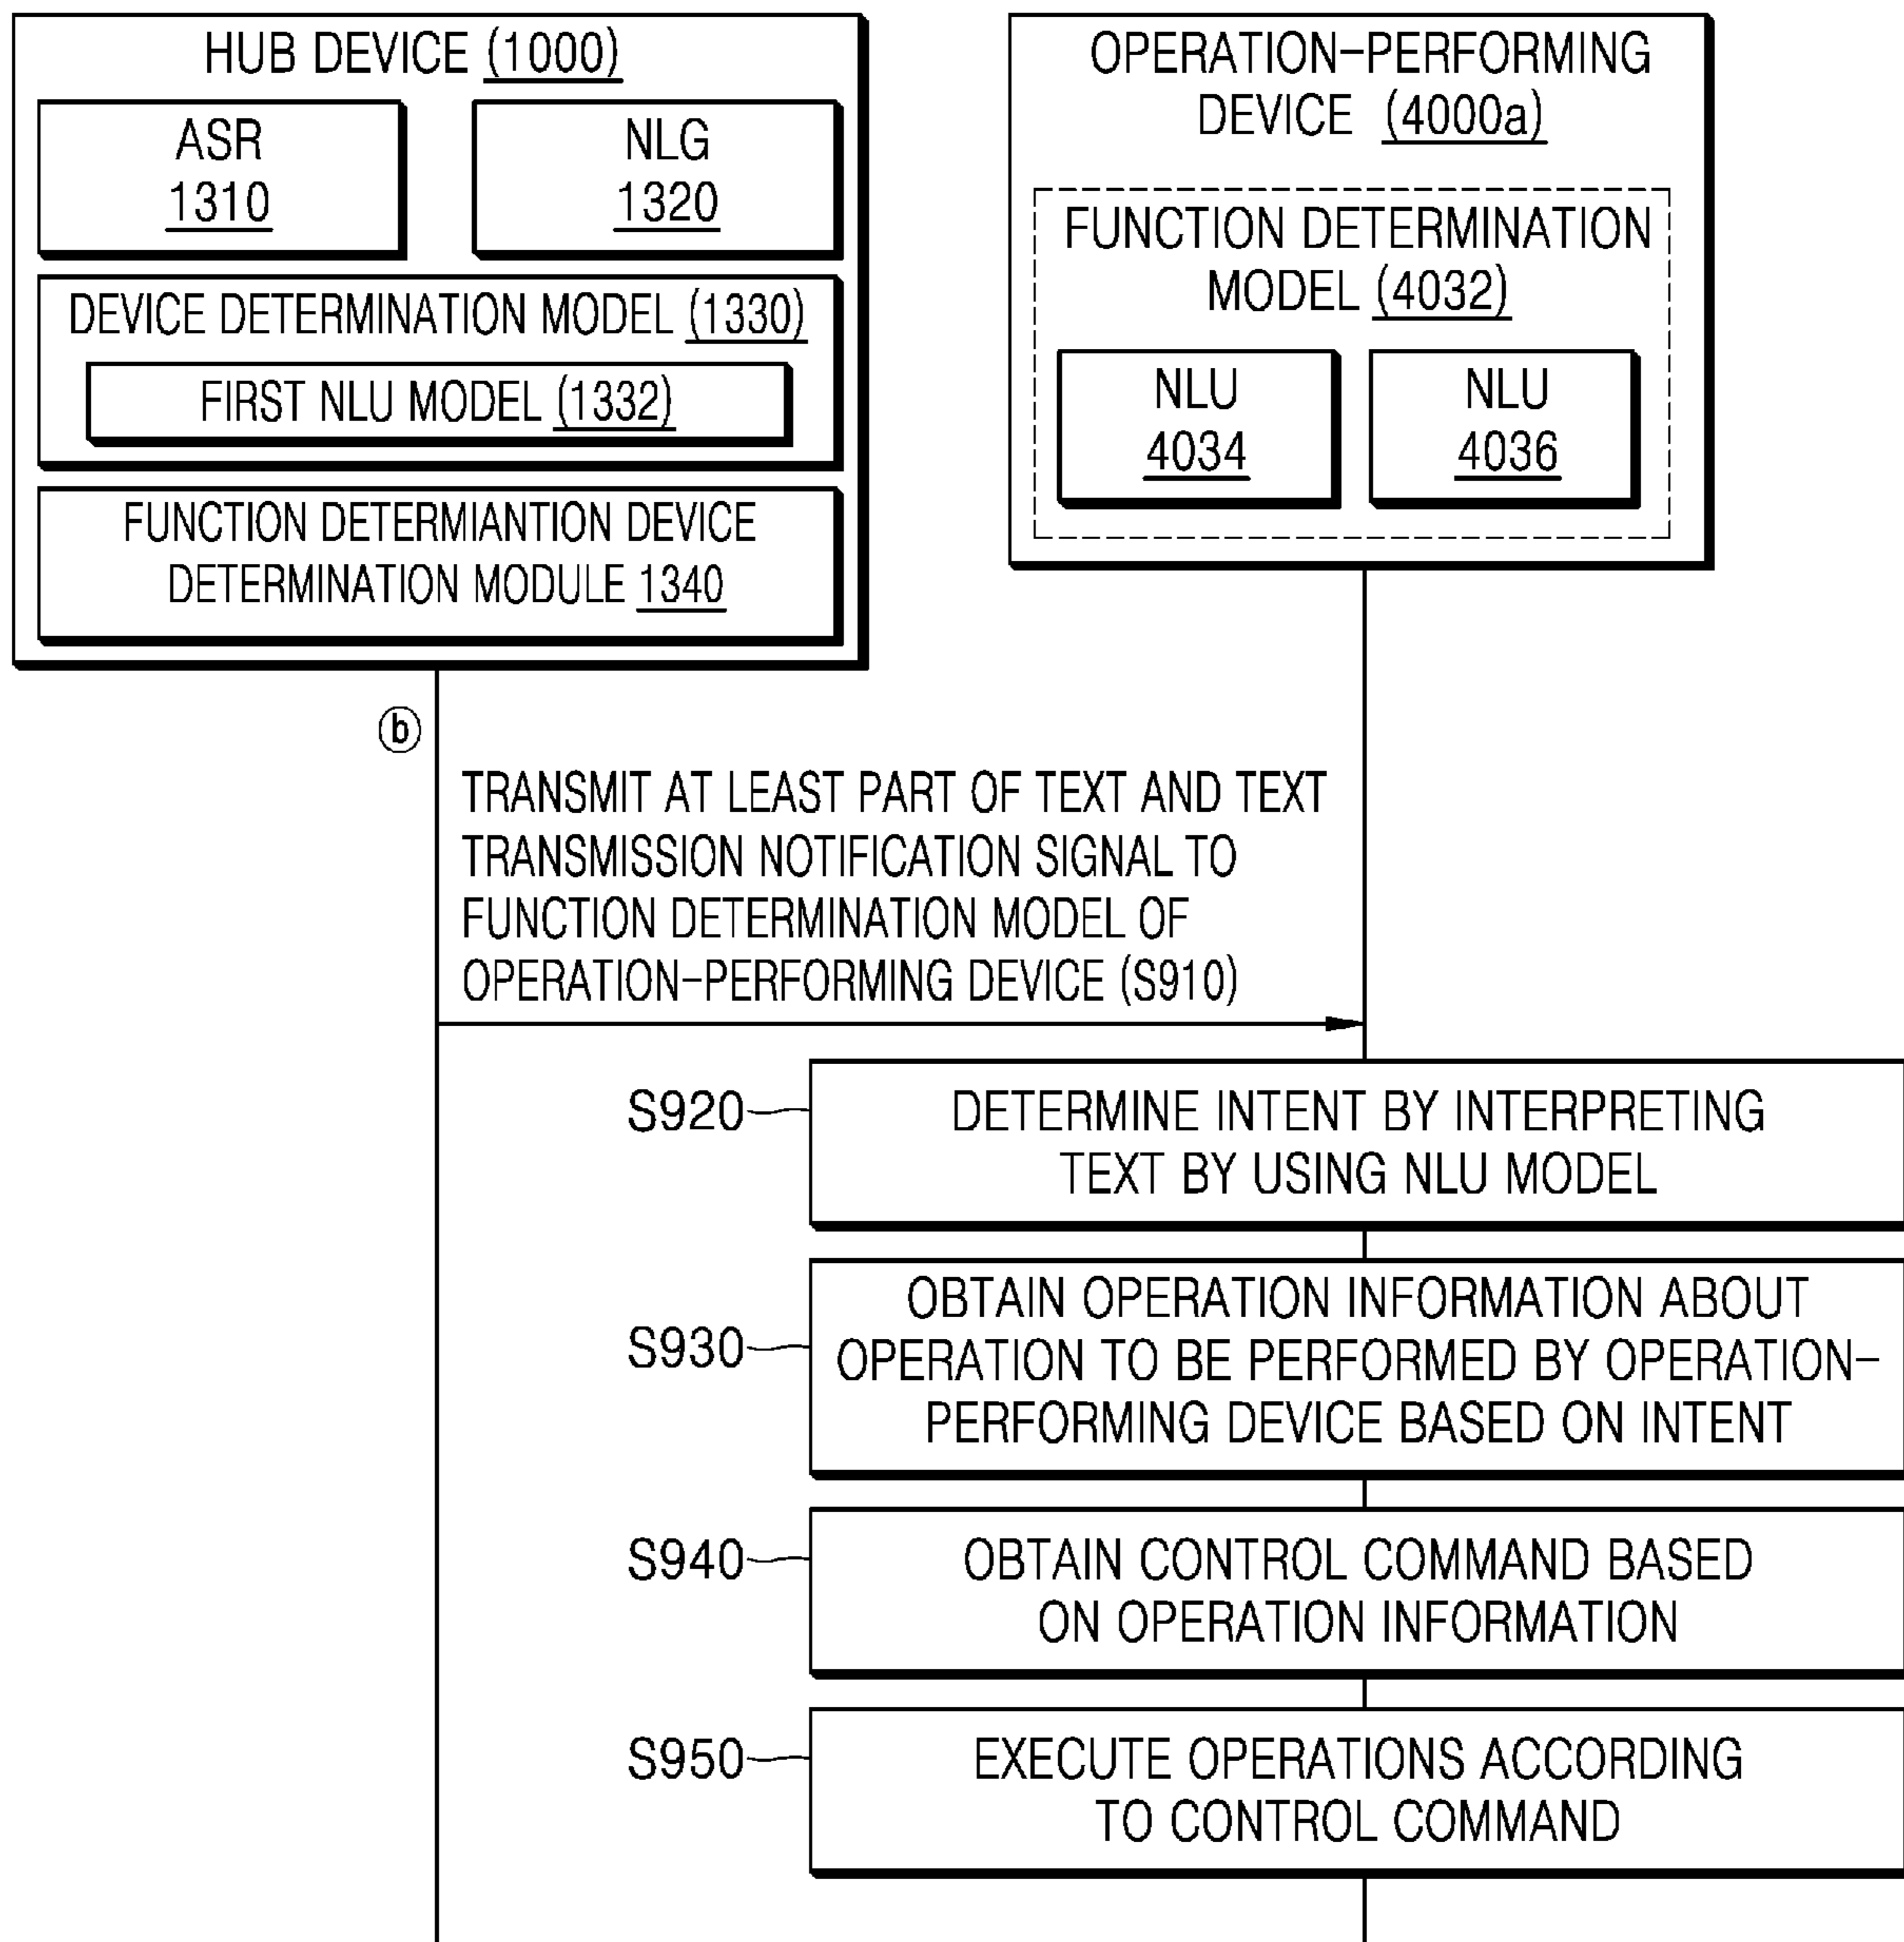 HUB DEVICE (1000)
ASR
1310
NLG
1320
DEVICE DETERMINATION MODEL (1330)
FIRST NLU MODEL (1332)
FUNCTION DETERMIANTION DEVICE
DETERMINATION MODULE 1340
OPERATION-PERFORMING
DEVICE (4000a)
FUNCTION DETERMINATION
MODEL (4032)
NLU
4034
NLU
4036
ⓑ
TRANSMIT AT LEAST PART OF TEXT AND TEXT
TRANSMISSION NOTIFICATION SIGNAL TO
FUNCTION DETERMINATION MODEL OF
OPERATION-PERFORMING DEVICE (S910)
S920
DETERMINE INTENT BY INTERPRETING
TEXT BY USING NLU MODEL
S930
OBTAIN OPERATION INFORMATION ABOUT
OPERATION TO BE PERFORMED BY OPERATION-
PERFORMING DEVICE BASED ON INTENT
S940
OBTAIN CONTROL COMMAND BASED
ON OPERATION INFORMATION
S950
EXECUTE OPERATIONS ACCORDING
TO CONTROL COMMAND